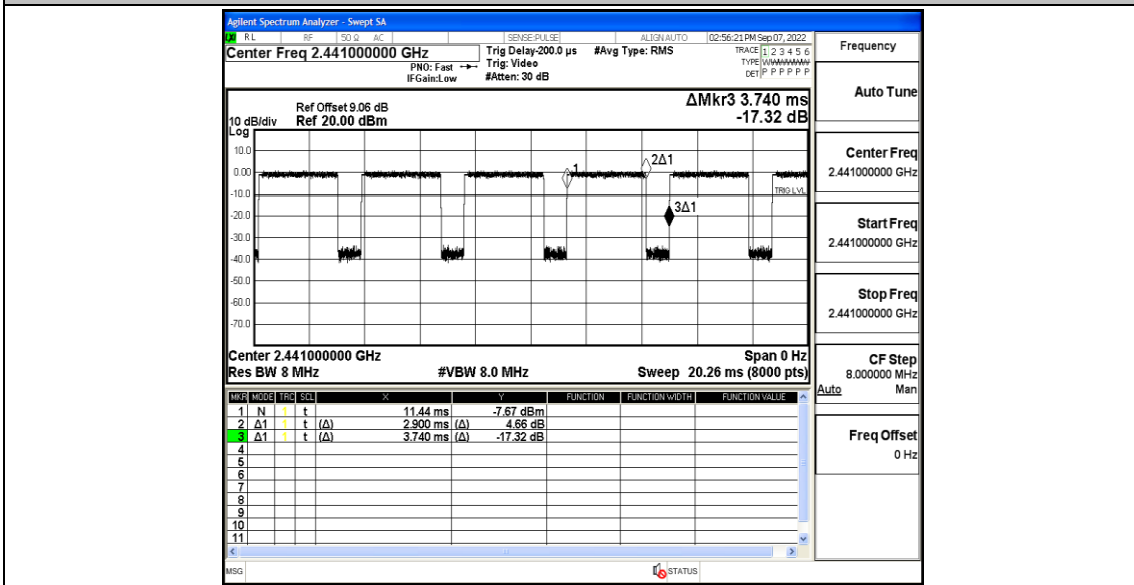 Agilent Spectrum Analyzer - Swept SA
LXI RL RF 50 Ω AC SENSE:PULSE ALIGN AUTO 02:56:21 PM Sep 07, 2022
Center Freq 2.441000000 GHz
PNO: Fast
IFGain:Low
Trig Delay-200.0 µs
Trig: Video
#Atten: 30 dB
#Avg Type: RMS
TRACE 1 2 3 4 5 6
TYPE WWWWWW
DET P P P P P P
Ref Offset 9.06 dB
10 dB/div Ref 20.00 dBm
Log
ΔMkr3 3.740 ms
-17.32 dB
10.0
0.00
-10.0
-20.0
-30.0
-40.0
-50.0
-60.0
-70.0
1
2Δ1
3Δ1
TRIG LVL
Center 2.441000000 GHz Span 0 Hz
Res BW 8 MHz #VBW 8.0 MHz Sweep 20.26 ms (8000 pts)
MKR MODE TRC SCL X Y FUNCTION FUNCTION WIDTH FUNCTION VALUE
1 N 1 t 11.44 ms -7.67 dBm
2 Δ1 1 t (Δ) 2.900 ms (Δ) 4.66 dB
3 Δ1 1 t (Δ) 3.740 ms (Δ) -17.32 dB
4
5
6
7
8
9
10
11
MSG STATUS
Frequency
Auto Tune
Center Freq
2.441000000 GHz
Start Freq
2.441000000 GHz
Stop Freq
2.441000000 GHz
CF Step
8.000000 MHz
Auto Man
Freq Offset
0 Hz